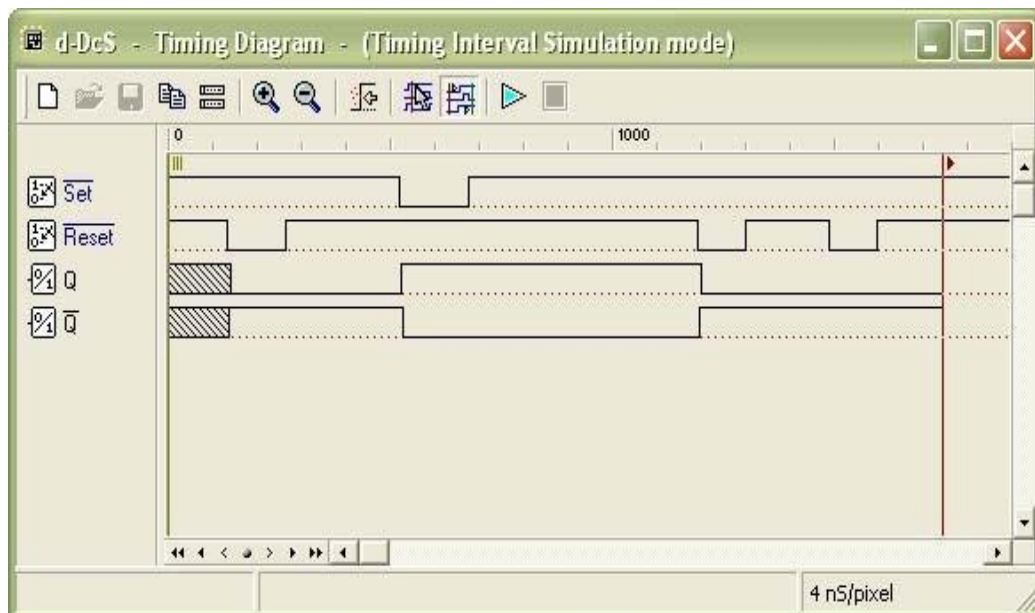 d-DcS - Timing Diagram - (Timing Interval Simulation mode)
0 1000
Set
Reset
Q
Q
4 nS/pixel